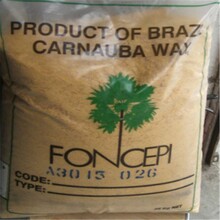 PRODUCT OF BRAZ
CARNAUBA WAX
FONCEPI
A3015 026
CODE:
TYPE: